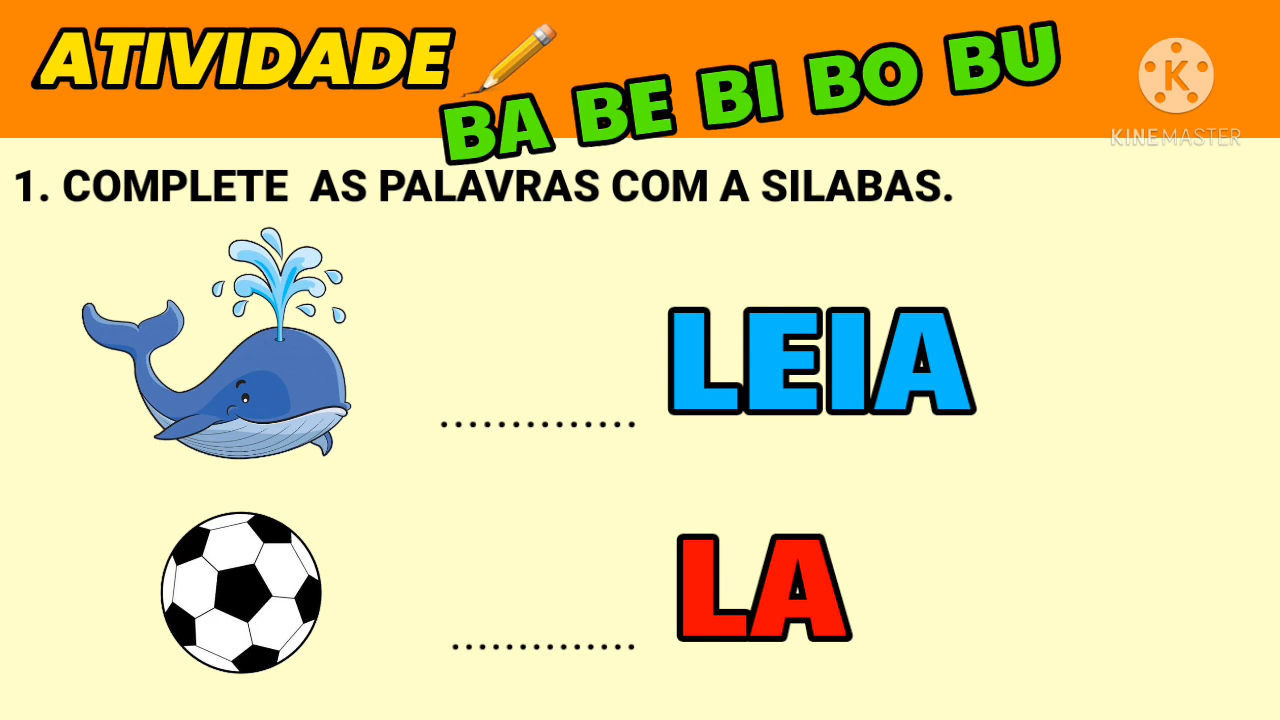 ATIVIDADE
BA BE BI BO BU
K
KINEMASTER
1. COMPLETE AS PALAVRAS COM A SILABAS.
.............. LEIA
.............. LA